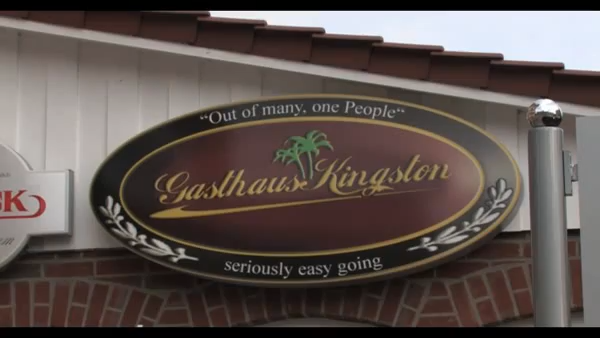 “Out of many, one People“
Gasthaus Kingston
seriously easy going